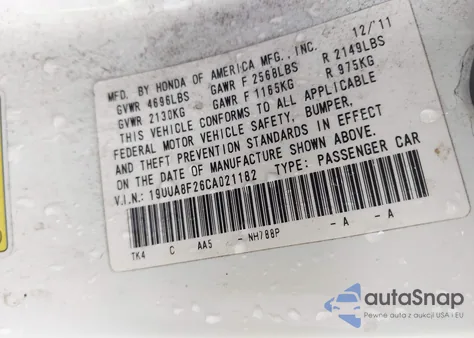 MFD. BY HONDA OF AMERICA MFG., INC. 12/'11
GVWR 4696LBS GAWR F 2568LBS R 2149LBS
GVWR 2130KG GAWR F 1165KG R 975KG
THIS VEHICLE CONFORMS TO ALL APPLICABLE
FEDERAL MOTOR VEHICLE SAFETY, BUMPER,
AND THEFT PREVENTION STANDARDS IN EFFECT
ON THE DATE OF MANUFACTURE SHOWN ABOVE.
V.I.N.: 19UUA8F26CA021182 TYPE: PASSENGER CAR
TK4 C AA5 - NH788P - A - A
autoSnap
Pewne auta z aukcji USA i EU